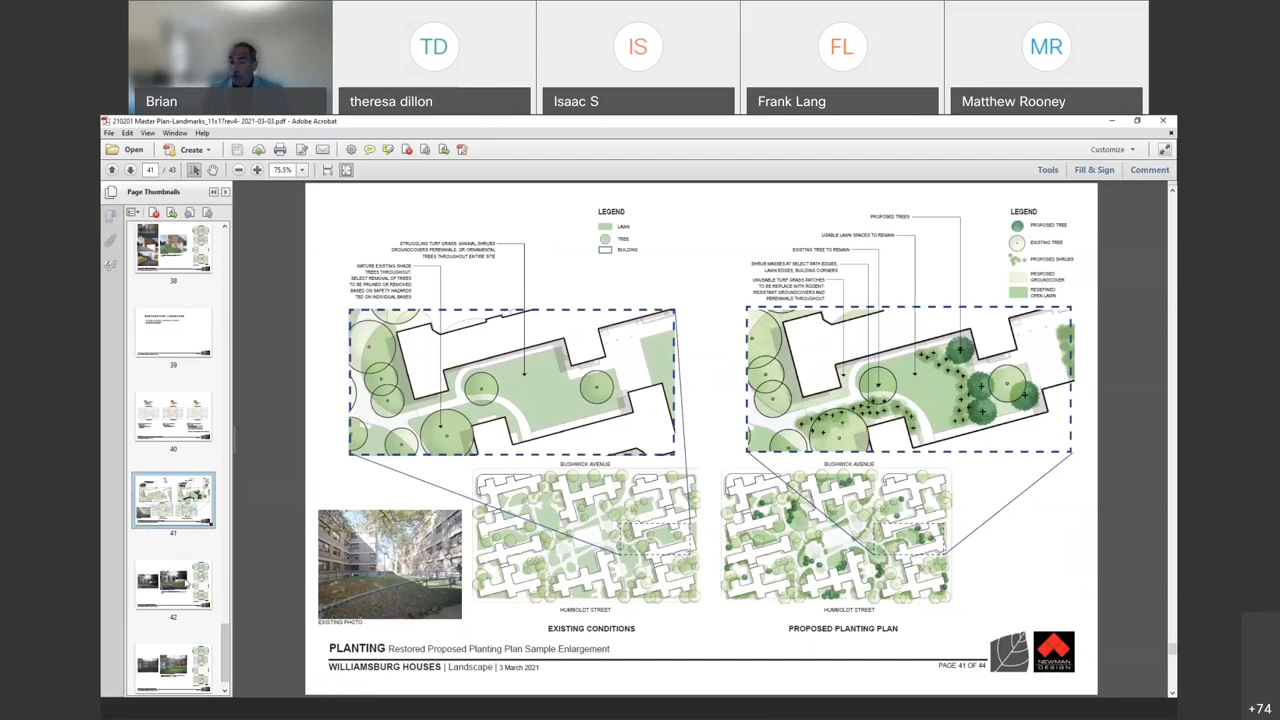 TD
IS
FL
MR
Brian
theresa dillon
Isaac S
Frank Lang
Matthew Rooney
210201 Master Plan-Landmarks_11x17rev4- 2021-03-03.pdf - Adobe Acrobat
File Edit View Window Help
Open
Create
Customize
41 / 43
75.5%
Tools
Fill & Sign
Comment
Page Thumbnails
38
39
40
41
42
LEGEND
LAWN
TREE
BUILDING
STRUGGLING TURF GRASS, MINIMAL SHRUBS
GROUNDCOVERS PERENNIALS, OR ORNAMENTAL
TREES THROUGHOUT ENTIRE SITE
MATURE EXISTING SHADE
TREES THROUGHOUT.
SELECT REMOVAL OF TREES
TO BE PRUNED OR REMOVED
BASED ON SAFETY HAZARDS
TBD ON INDIVIDUAL BASES
PROPOSED TREES
USABLE LAWN SPACES TO REMAIN
EXISTING TREE TO REMAIN
SHRUB MASSES AT SELECT PATH EDGES,
LAWN EDGES, BUILDING CORNERS
UNUSABLE TURF GRASS PATCHES
TO BE REPLACE WITH RODENT-
RESISTANT GROUNDCOVERS AND
PERENNIALS THROUGHOUT
LEGEND
PROPOSED TREE
EXISTING TREE
PROPOSED SHRUBS
PROPOSED
GROUNDCOVER
REDEFINED
OPEN LAWN
BUSHWICK AVENUE
BUSHWICK AVENUE
HUMBOLDT STREET
HUMBOLDT STREET
EXISTING PHOTO
EXISTING CONDITIONS
PROPOSED PLANTING PLAN
PLANTING Restored Proposed Planting Plan Sample Enlargement
WILLIAMSBURG HOUSES | Landscape | 3 March 2021
PAGE 41 OF 44
NEWMAN
DESIGN
+74